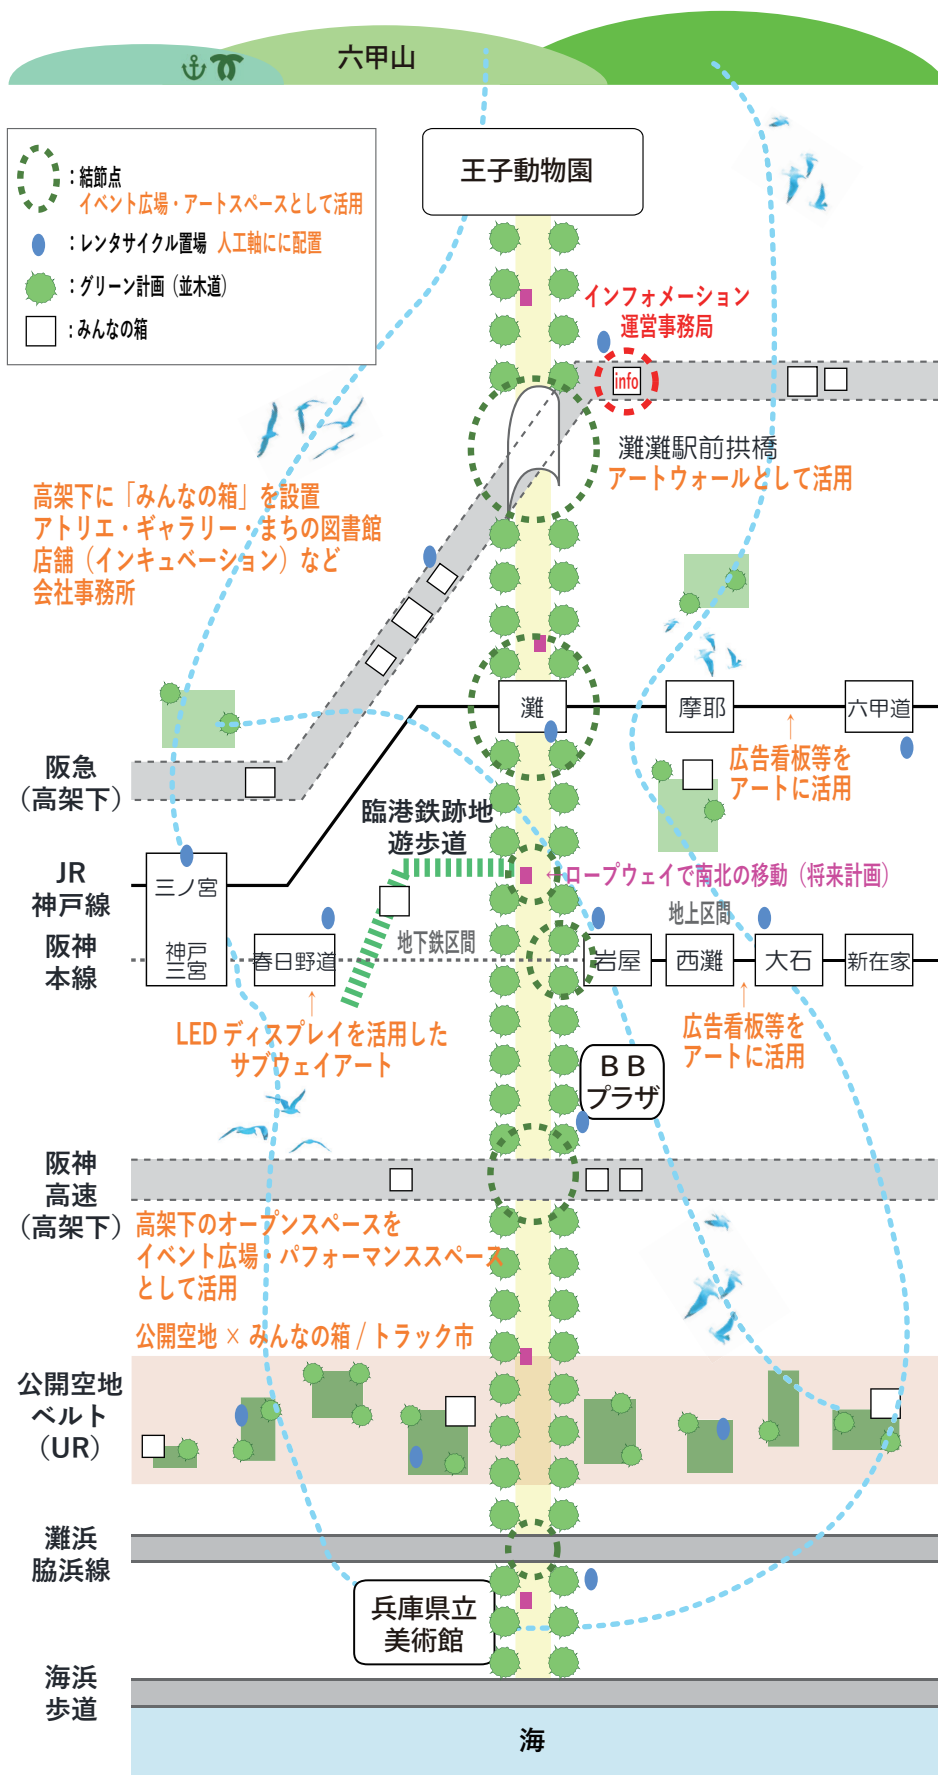 六甲山
王子動物園
：結節点
イベント広場・アートスペースとして活用
：レンタサイクル置場 人工軸にに配置
：グリーン計画（並木道）
：みんなの箱
インフォメーション
運営事務局
info
灘灘駅前拱橋
アートウォールとして活用
高架下に「みんなの箱」を設置
アトリエ・ギャラリー・まちの図書館
店舗（インキュベーション）など
会社事務所
灘
摩耶
六甲道
阪急
（高架下）
広告看板等を
アートに活用
臨港鉄跡地
遊歩道
JR
神戸線
三ノ宮
←ロープウェイで南北の移動（将来計画）
地上区間
阪神
本線
神戸
三宮
春日野道
地下鉄区間
岩屋
西灘
大石
新在家
LED ディスプレイを活用した
サブウェイアート
広告看板等を
アートに活用
ＢＢ
プラザ
阪神
高速
（高架下）
高架下のオープンスペースを
イベント広場・パフォーマンススペース
として活用
公開空地 × みんなの箱 / トラック市
公開空地
ベルト
（UR）
灘浜
脇浜線
兵庫県立
美術館
海浜
歩道
海